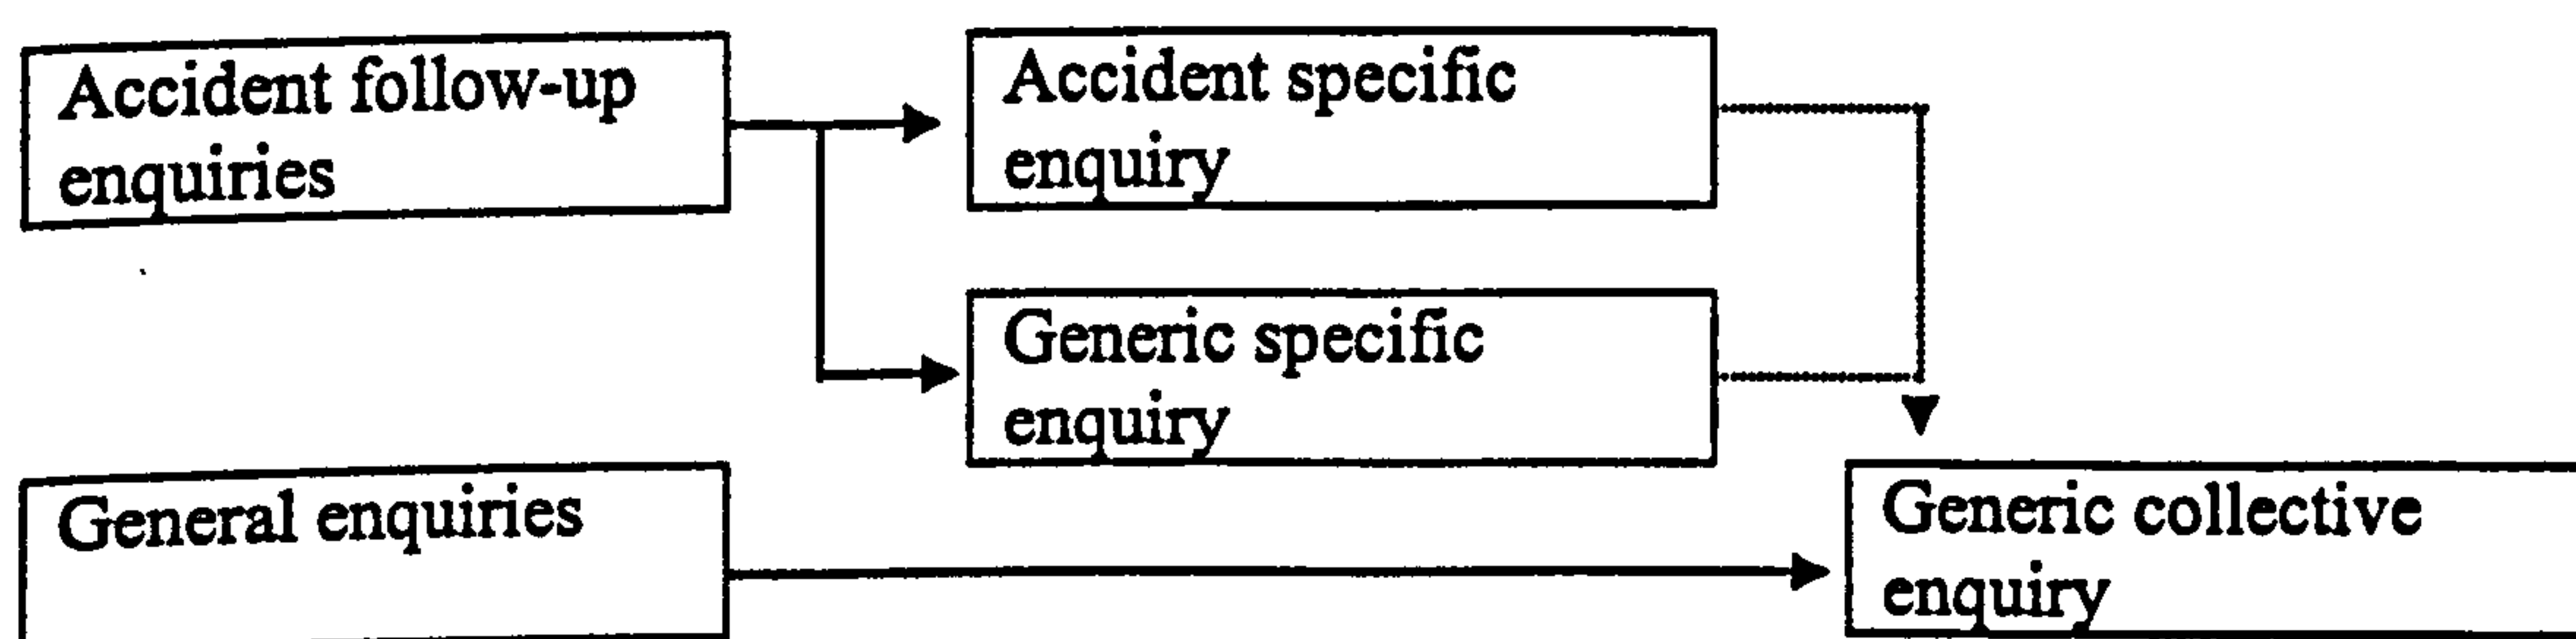 Accident follow-up
enquiries
Accident specific
enquiry
Generic specific
enquiry
General enquiries
Generic collective
enquiry